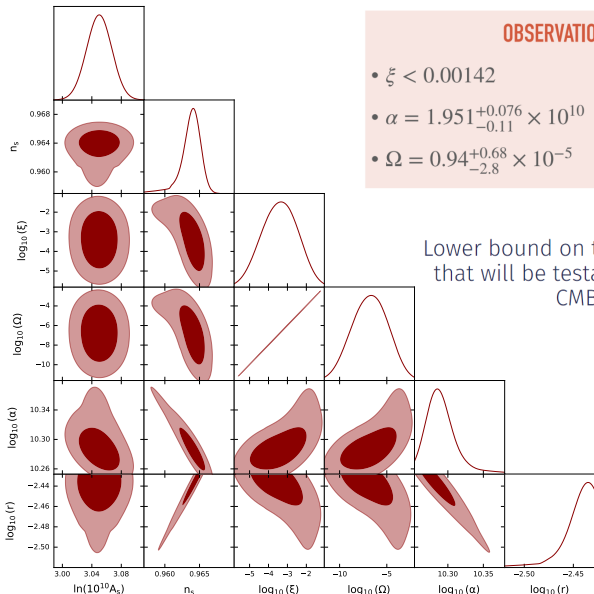 OBSERVATIO
• ξ < 0.00142
• α = 1.951^{+0.076}_{−0.11} × 10^{10}
• Ω = 0.94^{+0.68}_{−2.8} × 10^{−5}
Lower bound on t
that will be testa
CMB
0.968
0.964
0.960
n_s
−2
−3
−4
−5
log₁₀(ξ)
−4
−6
−8
−10
log₁₀(Ω)
10.34
10.30
10.26
log₁₀(α)
−2.44
−2.46
−2.48
−2.50
log₁₀(r)
3.00 3.04 3.08 0.960 0.965 −5 −4 −3 −2 −10 −5 10.30 10.35 −2.50 −2.45
ln(10¹⁰A_s) n_s log₁₀(ξ) log₁₀(Ω) log₁₀(α) log₁₀(r)